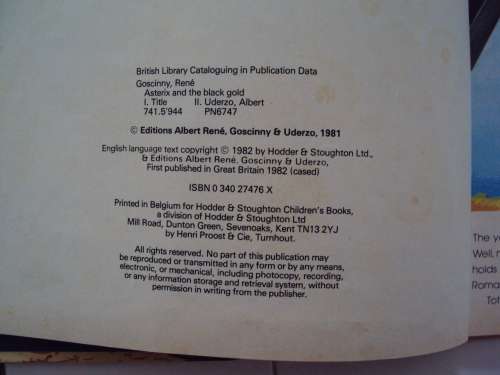 British Library Cataloguing in Publication Data
Goscinny, René
Asterix and the black gold
I. Title II. Uderzo, Albert
741.5'944 PN6747
© Editions Albert René, Goscinny & Uderzo, 1981
English language text copyright © 1982 by Hodder & Stoughton Ltd.,
& Editions Albert René, Goscinny & Uderzo,
First published in Great Britain 1982 (cased)
ISBN 0 340 27476 X
Printed in Belgium for Hodder & Stoughton Children's Books,
a division of Hodder & Stoughton Ltd
Mill Road, Dunton Green, Sevenoaks, Kent TN13 2YJ
by Henri Proost & Cie, Turnhout.
All rights reserved. No part of this publication may
be reproduced or transmitted in any form or by any means,
electronic, or mechanical, including photocopy, recording,
or any information storage and retrieval system, without
permission in writing from the publisher.
The
Well,
holds
Roma